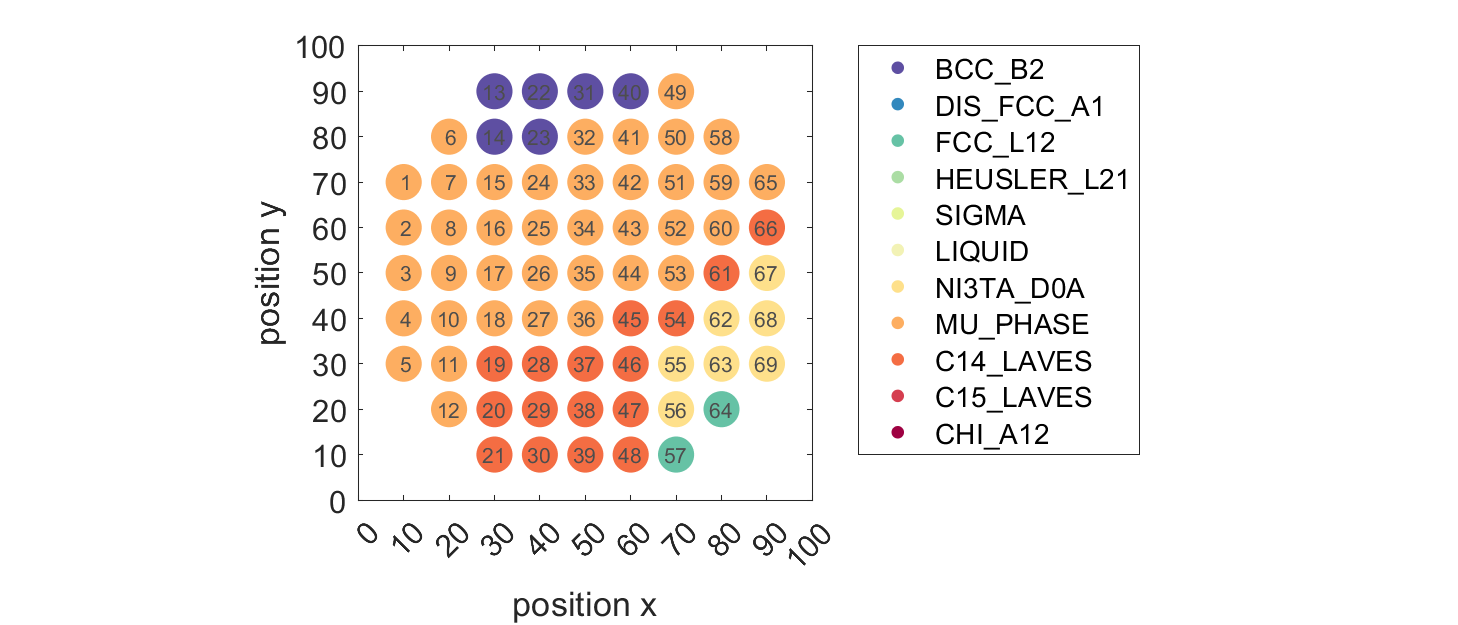 100
90
80
70
60
50
40
30
20
10
0
position y
13 22 31 40 49
6 14 23 32 41 50 58
1 7 15 24 33 42 51 59 65
2 8 16 25 34 43 52 60 66
3 9 17 26 35 44 53 61 67
4 10 18 27 36 45 54 62 68
5 11 19 28 37 46 55 63 69
12 20 29 38 47 56 64
21 30 39 48 57
0 10 20 30 40 50 60 70 80 90 100
position x
BCC_B2
DIS_FCC_A1
FCC_L12
HEUSLER_L21
SIGMA
LIQUID
NI3TA_D0A
MU_PHASE
C14_LAVES
C15_LAVES
CHI_A12